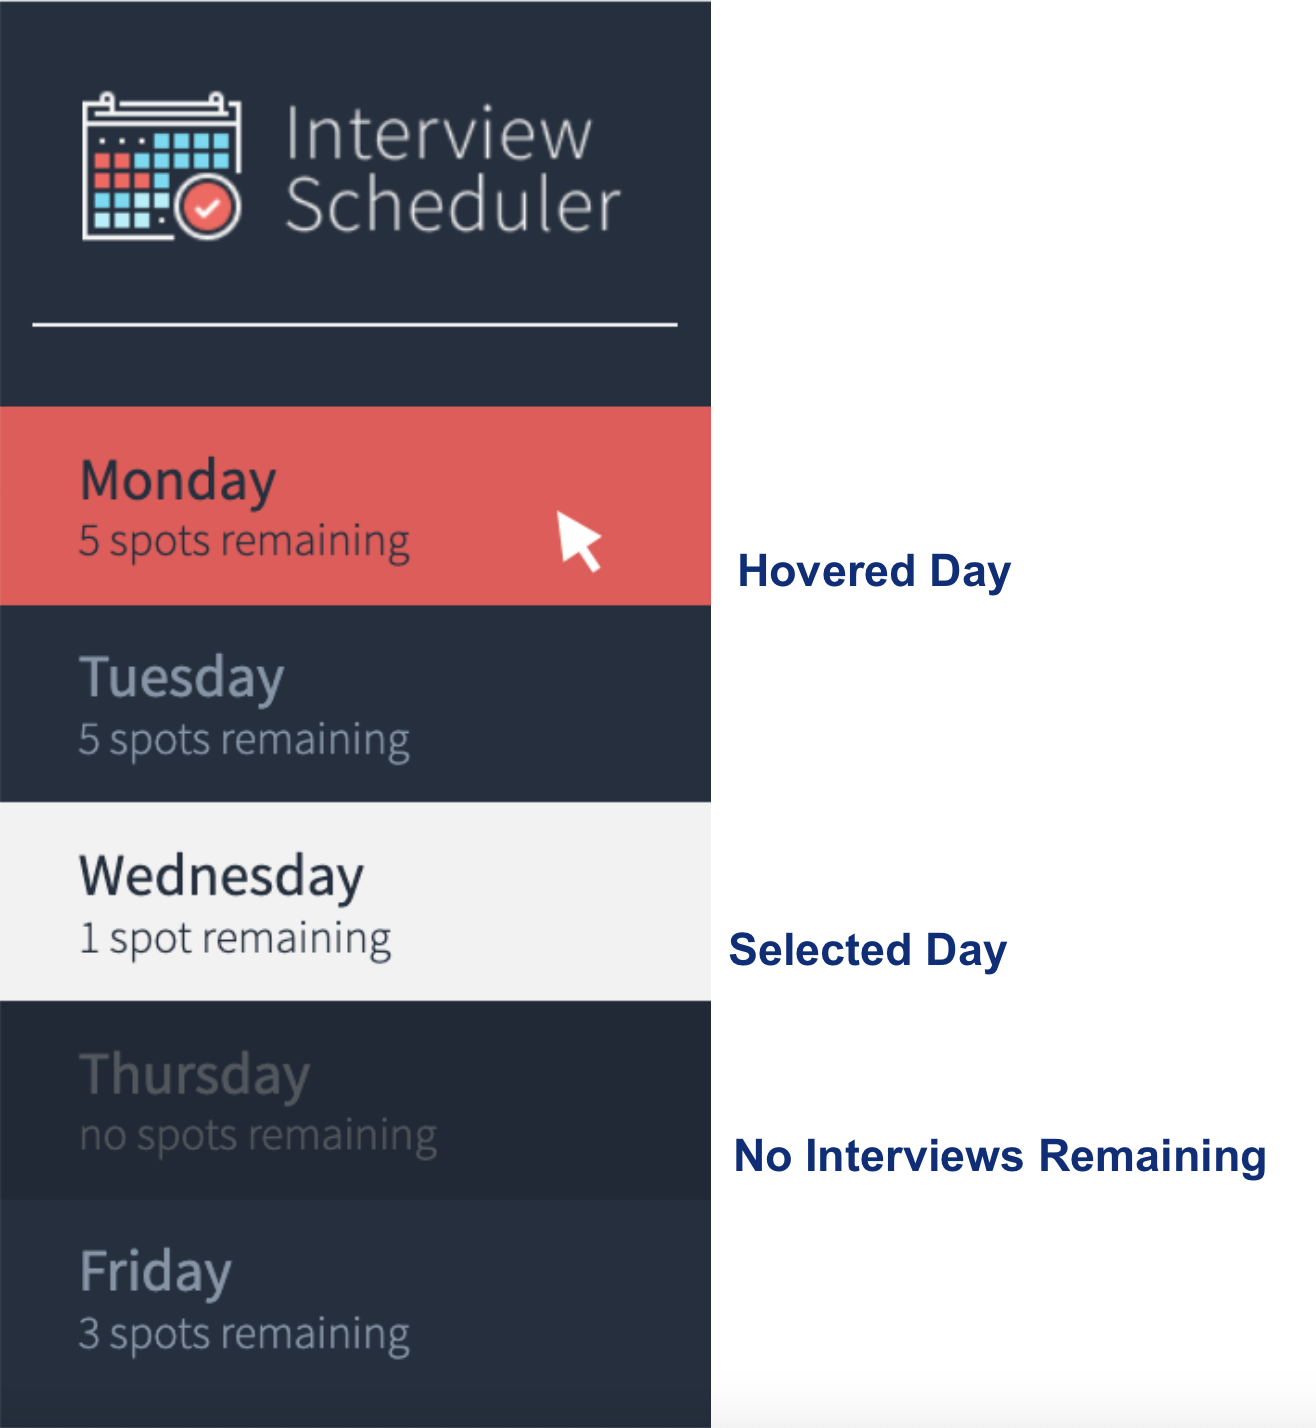 Interview
Scheduler
Monday
5 spots remaining
Hovered Day
Tuesday
5 spots remaining
Wednesday
1 spot remaining
Selected Day
Thursday
no spots remaining
No Interviews Remaining
Friday
3 spots remaining